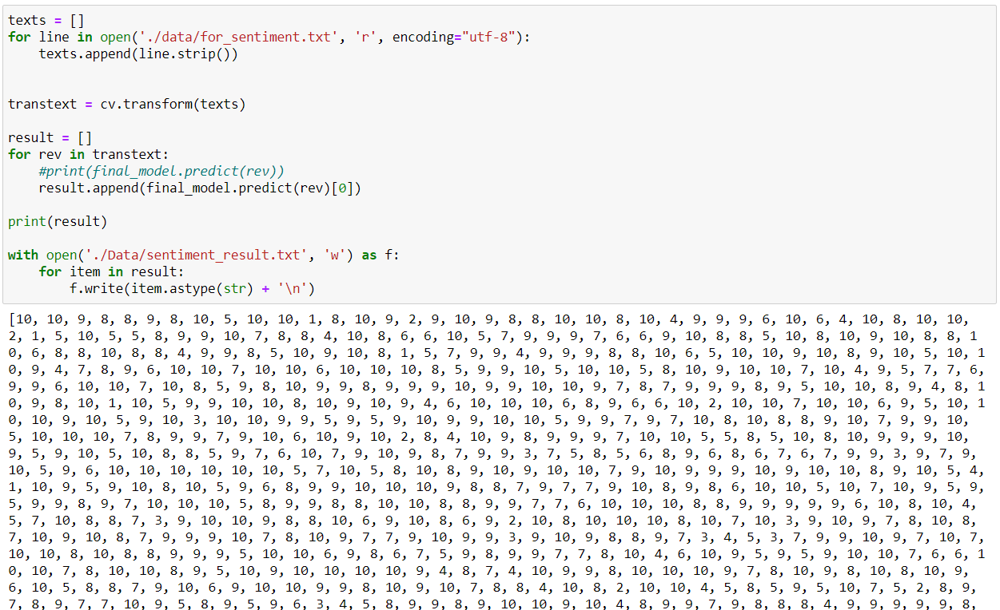 texts = []
for line in open('./data/for_sentiment.txt', 'r', encoding="utf-8"):
    texts.append(line.strip())
transtext = cv.transform(texts)
result = []
for rev in transtext:
    #print(final_model.predict(rev))
    result.append(final_model.predict(rev)[0])
print(result)
with open('./Data/sentiment_result.txt', 'w') as f:
    for item in result:
        f.write(item.astype(str) + '\n')
[10, 10, 9, 8, 8, 9, 8, 10, 5, 10, 10, 1, 8, 10, 9, 2, 9, 10, 9, 8, 8, 10, 10, 8, 10, 4, 9, 9, 9, 6, 10, 6, 4, 10, 8, 10, 10,
2, 1, 5, 10, 5, 5, 8, 9, 9, 10, 7, 8, 8, 4, 10, 8, 6, 6, 10, 5, 7, 9, 9, 9, 7, 6, 6, 9, 10, 8, 8, 5, 10, 8, 10, 9, 10, 8, 8, 1
0, 6, 8, 8, 10, 8, 8, 4, 9, 9, 8, 5, 10, 9, 10, 8, 1, 5, 7, 9, 9, 4, 9, 9, 9, 8, 8, 10, 6, 5, 10, 10, 9, 10, 8, 9, 10, 5, 10, 1
0, 9, 4, 7, 8, 9, 6, 10, 10, 7, 10, 10, 6, 10, 10, 10, 8, 5, 9, 9, 10, 5, 10, 10, 5, 8, 10, 9, 10, 10, 7, 10, 4, 9, 5, 7, 7, 6,
9, 9, 6, 10, 10, 7, 10, 8, 5, 9, 8, 10, 9, 9, 8, 9, 9, 9, 10, 9, 9, 10, 10, 9, 7, 8, 7, 9, 9, 9, 8, 9, 5, 10, 10, 8, 9, 4, 8, 1
0, 9, 8, 10, 1, 10, 5, 9, 9, 10, 10, 8, 10, 9, 10, 9, 4, 6, 10, 10, 10, 6, 8, 9, 6, 6, 10, 2, 10, 10, 7, 10, 10, 6, 9, 5, 10, 1
0, 10, 9, 10, 5, 9, 10, 3, 10, 10, 9, 9, 5, 9, 5, 9, 10, 9, 9, 10, 10, 5, 9, 9, 7, 9, 7, 10, 8, 10, 8, 8, 9, 10, 7, 9, 9, 10,
5, 10, 10, 10, 7, 8, 9, 9, 7, 9, 10, 6, 10, 9, 10, 2, 8, 4, 10, 9, 8, 9, 9, 9, 7, 10, 10, 5, 5, 8, 5, 10, 8, 10, 9, 9, 9, 10,
9, 5, 9, 10, 5, 10, 8, 8, 5, 9, 7, 6, 10, 7, 9, 10, 9, 8, 7, 9, 9, 3, 7, 5, 8, 5, 6, 8, 9, 6, 8, 6, 7, 6, 7, 9, 9, 3, 9, 7, 9,
10, 5, 9, 6, 10, 10, 10, 10, 10, 10, 5, 7, 10, 5, 8, 10, 8, 9, 10, 9, 10, 10, 7, 9, 10, 9, 9, 9, 10, 9, 10, 10, 8, 9, 10, 5, 4,
1, 10, 9, 5, 9, 10, 8, 10, 5, 9, 6, 8, 9, 9, 10, 10, 10, 9, 8, 8, 7, 9, 7, 7, 9, 10, 8, 9, 8, 6, 10, 10, 5, 10, 7, 10, 9, 5, 9,
5, 9, 9, 8, 9, 7, 10, 10, 10, 5, 8, 9, 9, 8, 8, 10, 10, 8, 8, 9, 9, 7, 7, 6, 10, 10, 10, 8, 8, 9, 9, 9, 9, 9, 6, 10, 8, 10, 4,
5, 7, 10, 8, 8, 7, 3, 9, 10, 10, 9, 8, 8, 10, 6, 9, 10, 8, 6, 9, 2, 10, 8, 10, 10, 10, 8, 10, 7, 10, 3, 9, 10, 9, 7, 8, 10, 8,
7, 10, 9, 10, 8, 7, 9, 9, 9, 10, 7, 8, 10, 9, 7, 7, 9, 10, 9, 9, 3, 9, 10, 9, 8, 8, 9, 7, 3, 4, 5, 3, 7, 9, 9, 10, 9, 7, 10, 7,
10, 10, 8, 10, 8, 8, 9, 9, 9, 5, 10, 10, 6, 9, 8, 6, 7, 5, 9, 8, 9, 9, 7, 7, 8, 10, 4, 6, 10, 9, 5, 9, 5, 9, 10, 10, 7, 6, 6, 1
0, 10, 7, 8, 10, 10, 8, 9, 5, 10, 9, 10, 10, 10, 10, 9, 4, 8, 7, 4, 10, 9, 9, 8, 10, 10, 10, 9, 7, 8, 10, 9, 8, 10, 8, 10, 9,
6, 10, 5, 8, 8, 7, 9, 10, 6, 9, 10, 10, 9, 9, 8, 10, 9, 10, 7, 8, 8, 4, 10, 8, 2, 10, 10, 4, 5, 8, 5, 9, 5, 10, 7, 5, 2, 8, 9,
7, 8, 9, 7, 7, 10, 9, 5, 8, 9, 5, 9, 6, 3, 4, 5, 8, 9, 9, 8, 9, 10, 10, 9, 10, 4, 8, 9, 9, 7, 9, 8, 8, 8, 4, 9, 9, 9, 9, 8,